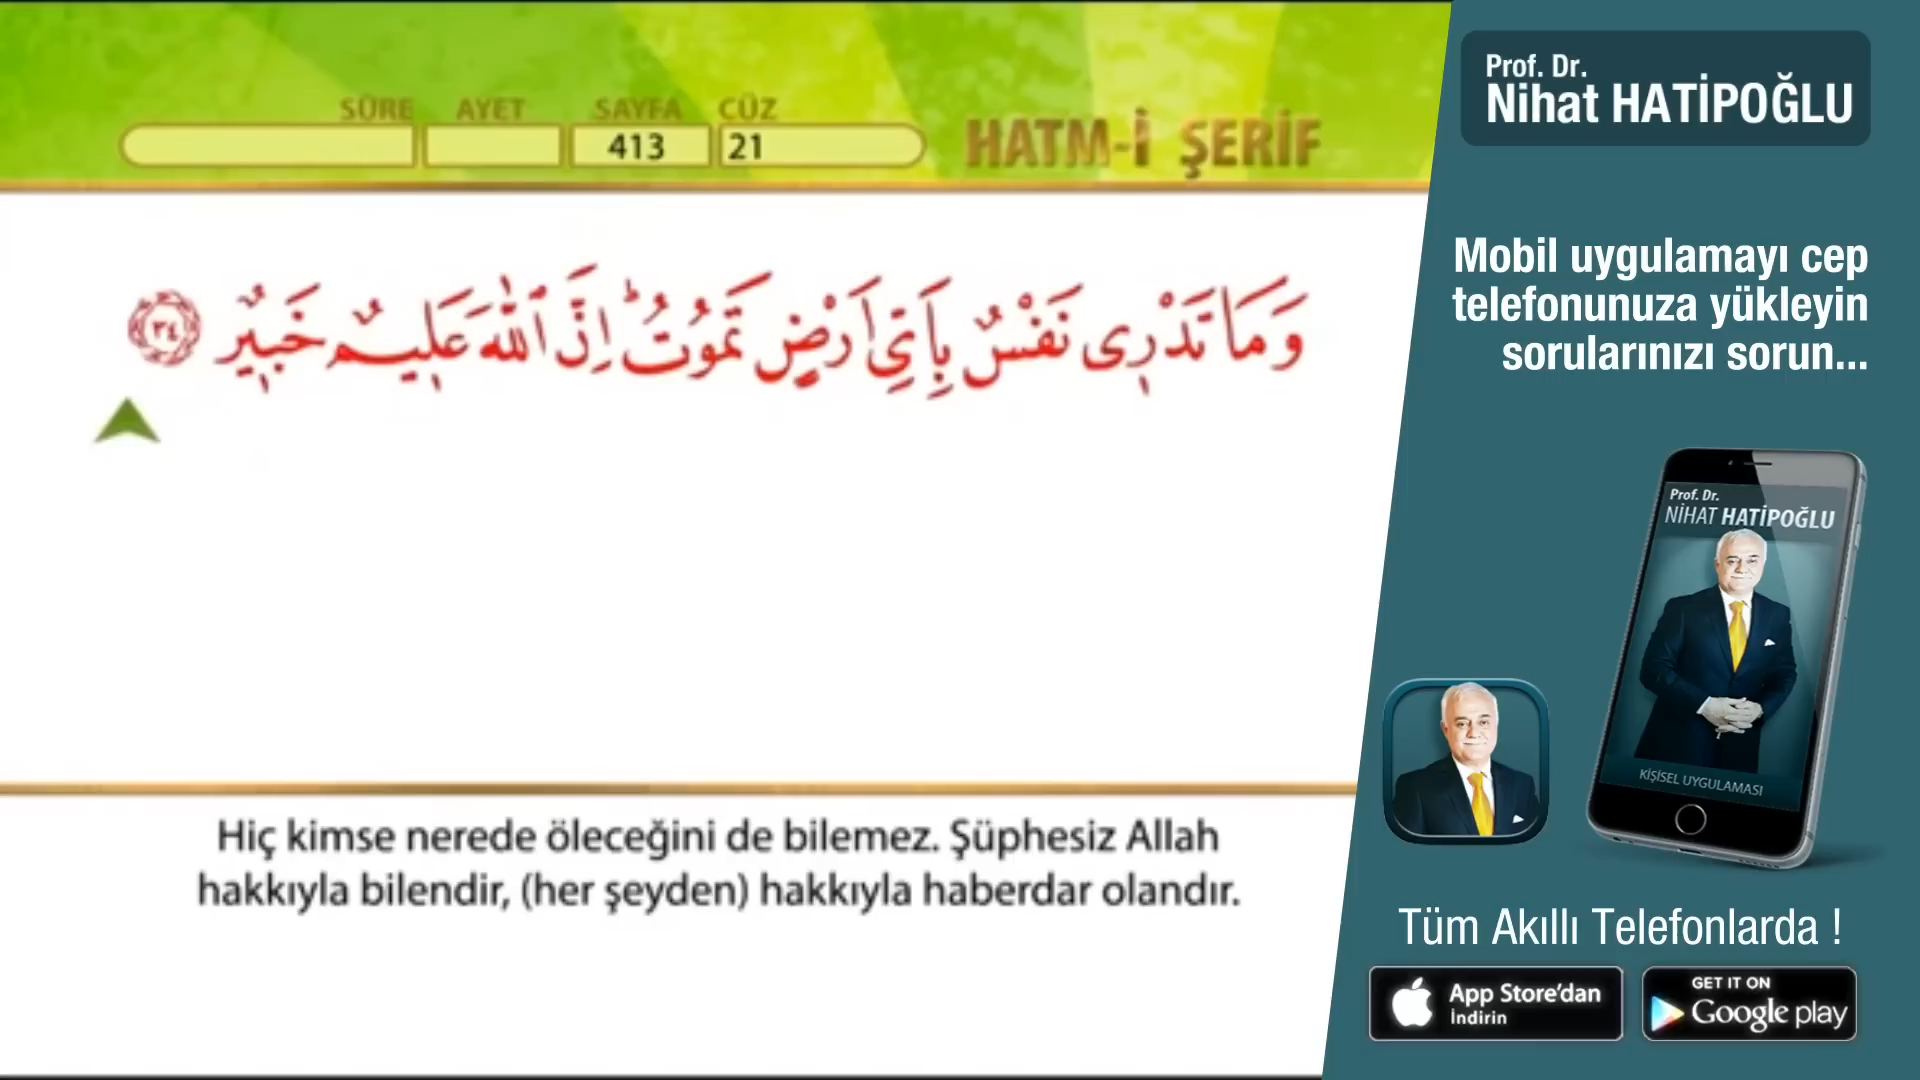 SÛRE AYET SAYFA CÜZ
413 21
HATM-İ ŞERİF
وَمَا تَدْر۪ي نَفْسٌ بِاَيِّ اَرْضٍ تَمُوتُۜ اِنَّ اللّٰهَ عَل۪يمٌ خَب۪يرٌ ٣٤
Hiç kimse nerede öleceğini de bilemez. Şüphesiz Allah
hakkıyla bilendir, (her şeyden) hakkıyla haberdar olandır.
Prof. Dr.
Nihat HATİPOĞLU
Mobil uygulamayı cep
telefonunuza yükleyin
sorularınızı sorun...
Prof. Dr.
NİHAT HATİPOĞLU
KİŞİSEL UYGULAMASI
Tüm Akıllı Telefonlarda !
App Store'dan
İndirin
GET IT ON
Google play